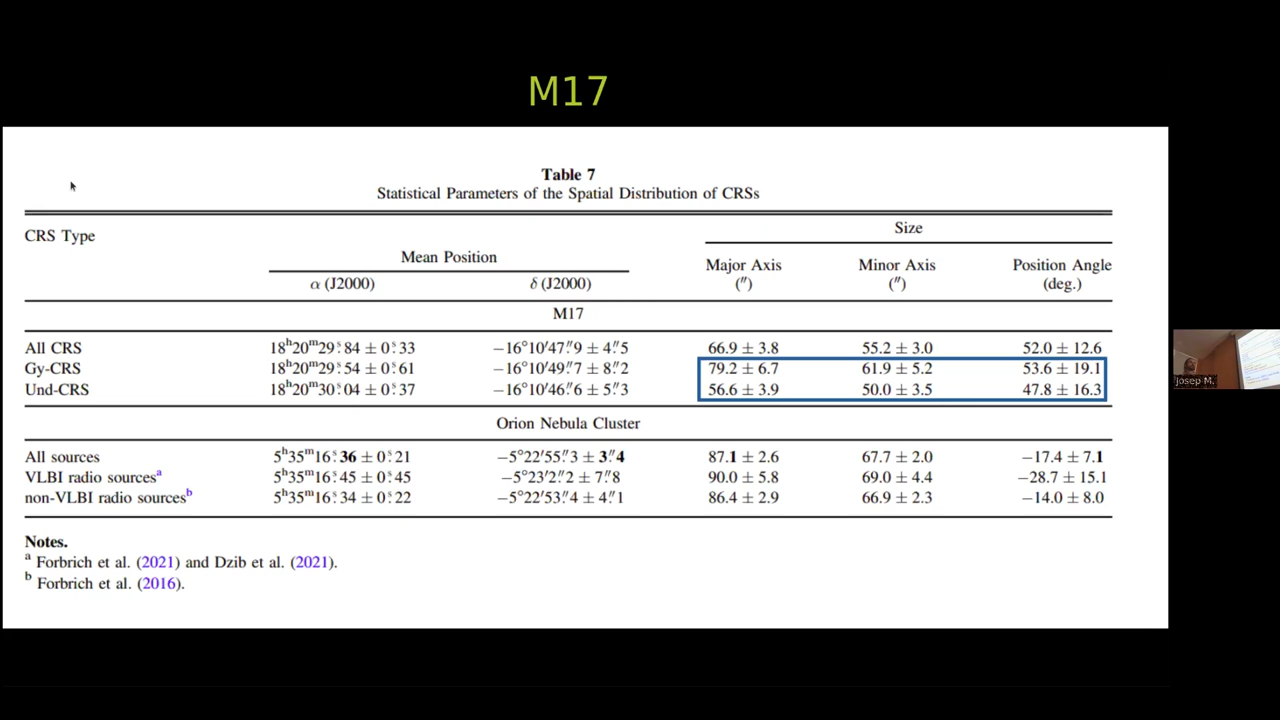 M17
Table 7
Statistical Parameters of the Spatial Distribution of CRSs
CRS Type Mean Position Size
α (J2000) δ (J2000) Major Axis (″) Minor Axis (″) Position Angle (deg.)
M17
All CRS 18ʰ20ᵐ29ˢ.84 ± 0ˢ.33 −16°10′47″.9 ± 4″.5 66.9 ± 3.8 55.2 ± 3.0 52.0 ± 12.6
Gy-CRS 18ʰ20ᵐ29ˢ.54 ± 0ˢ.61 −16°10′49″.7 ± 8″.2 79.2 ± 6.7 61.9 ± 5.2 53.6 ± 19.1
Und-CRS 18ʰ20ᵐ30ˢ.04 ± 0ˢ.37 −16°10′46″.6 ± 5″.3 56.6 ± 3.9 50.0 ± 3.5 47.8 ± 16.3
Orion Nebula Cluster
All sources 5ʰ35ᵐ16ˢ.36 ± 0ˢ.21 −5°22′55″.3 ± 3″.4 87.1 ± 2.6 67.7 ± 2.0 −17.4 ± 7.1
VLBI radio sourcesᵃ 5ʰ35ᵐ16ˢ.45 ± 0ˢ.45 −5°23′2″.2 ± 7″.8 90.0 ± 5.8 69.0 ± 4.4 −28.7 ± 15.1
non-VLBI radio sourcesᵇ 5ʰ35ᵐ16ˢ.34 ± 0ˢ.22 −5°22′53″.4 ± 4″.1 86.4 ± 2.9 66.9 ± 2.3 −14.0 ± 8.0
Notes.
ᵃ Forbrich et al. (2021) and Dzib et al. (2021).
ᵇ Forbrich et al. (2016).
Josep M.